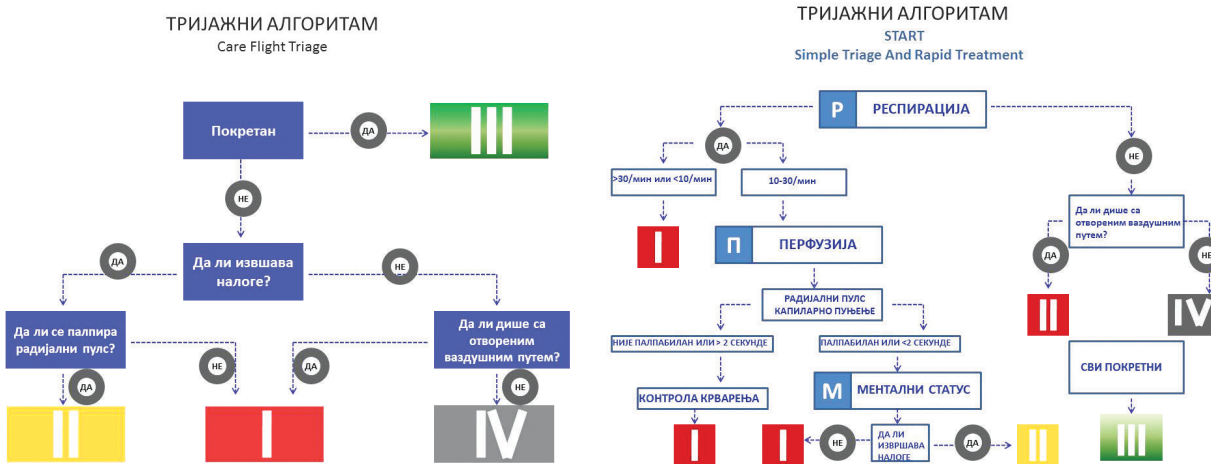 ТРИЈАЖНИ АЛГОРИТАМ
Care Flight Triage
Покретан
ДА
III
НЕ
Да ли извшава
налоге?
ДА
НЕ
Да ли се палпира
радијални пулс?
Да ли дише са
отвореним
ваздушним путем?
НЕ
ДА
ДА
НЕ
II
I
IV
ТРИЈАЖНИ АЛГОРИТАМ
START
Simple Triage And Rapid Treatment
Р РЕСПИРАЦИЈА
ДА
НЕ
>30/мин или <10/мин
10-30/мин
I
П ПЕРФУЗИЈА
Да ли дише са
отвореним ваздушним
путем?
ДА
НЕ
II
IV
РАДИЈАЛНИ ПУЛС
КАПИЛАРНО ПУЊЕЊЕ
НИЈЕ ПАЛПАБИЛАН ИЛИ > 2 СЕКУНДЕ
ПАЛПАБИЛАН ИЛИ <2 СЕКУНДЕ
КОНТРОЛА КРВАРЕЊА
М МЕНТАЛНИ СТАТУС
СВИ ПОКРЕТНИ
I
I
НЕ
ДА ЛИ
ИЗВРШАВА
НАЛОГЕ
ДА
II
III